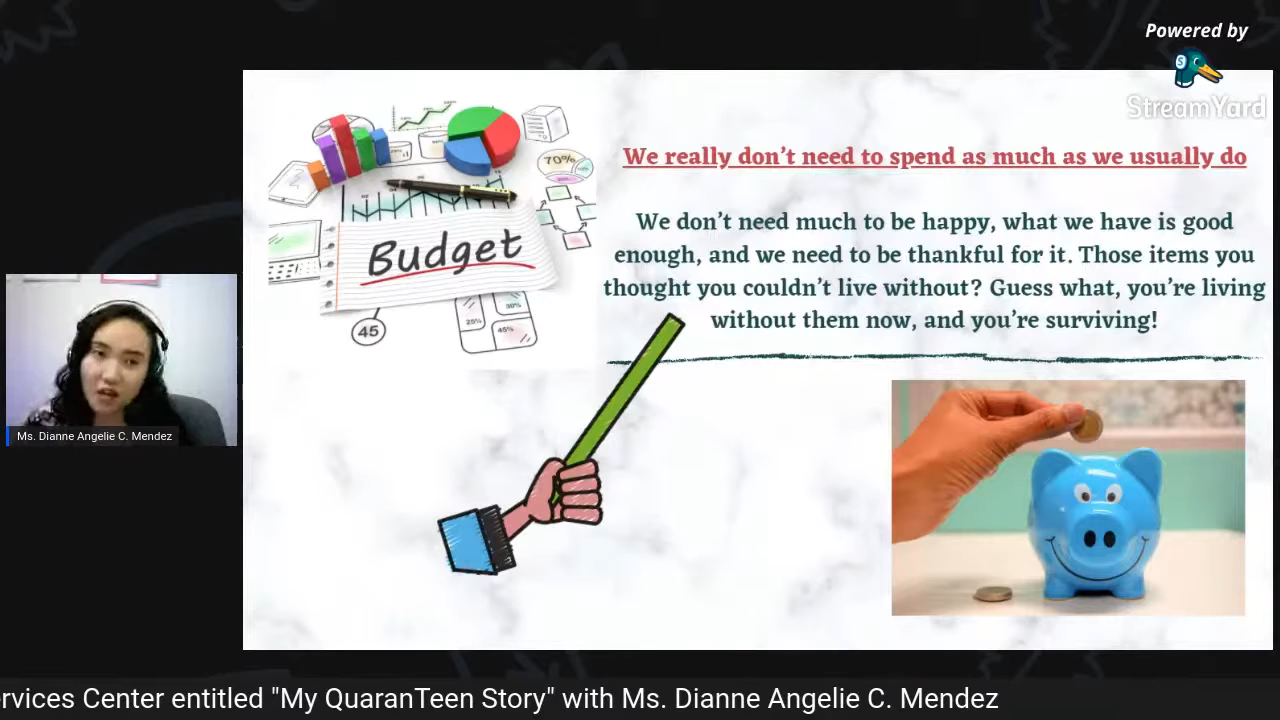 Powered by
StreamYard
We really don't need to spend as much as we usually do
We don't need much to be happy, what we have is good
enough, and we need to be thankful for it. Those items you
thought you couldn't live without? Guess what, you're living
without them now, and you're surviving!
70%
Budget
45
25%
30%
45%
Ms. Dianne Angelie C. Mendez
rvices Center entitled "My QuaranTeen Story" with Ms. Dianne Angelie C. Mendez